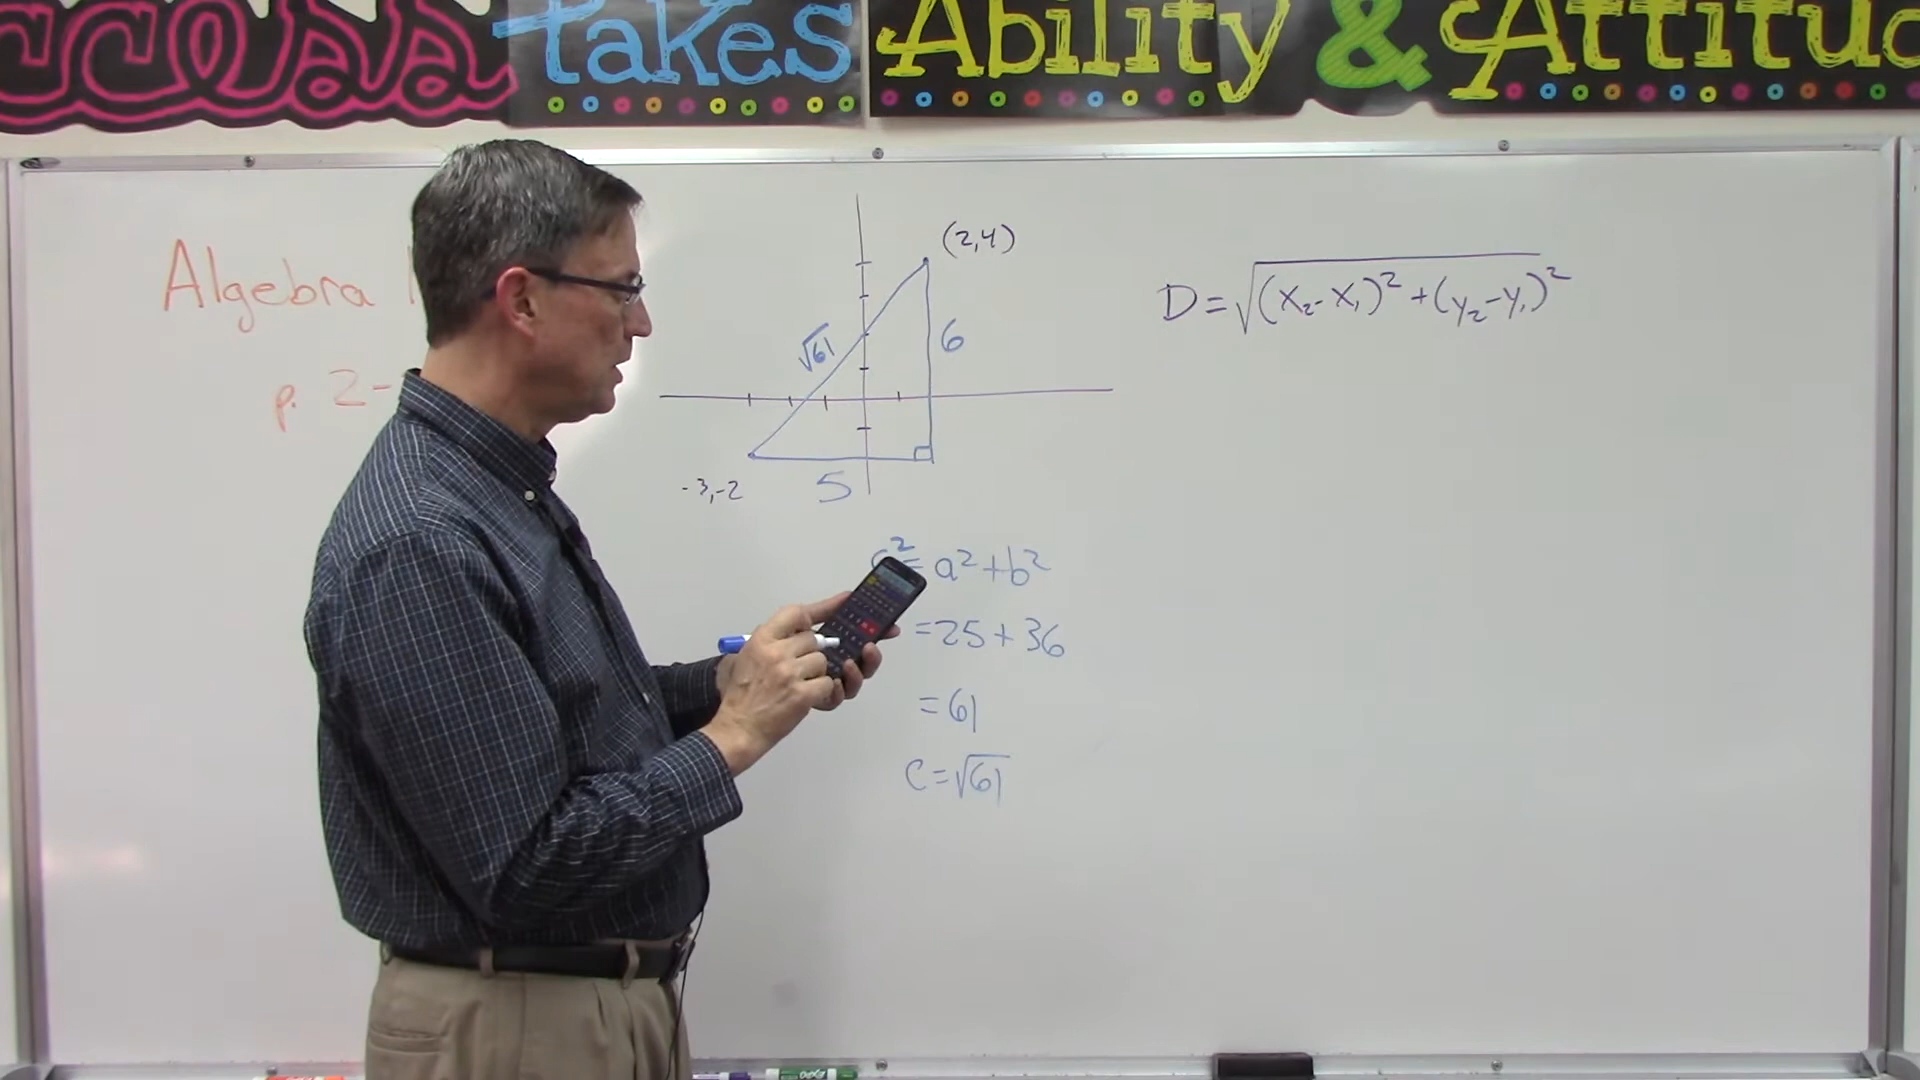 takes Ability &
Algebra
p. 2-
(2,4)
√61
6
-3,-2
5
= a² + b²
= 25 + 36
= 61
c = √61
D = √(x₂-x₁)² + (y₂-y₁)²